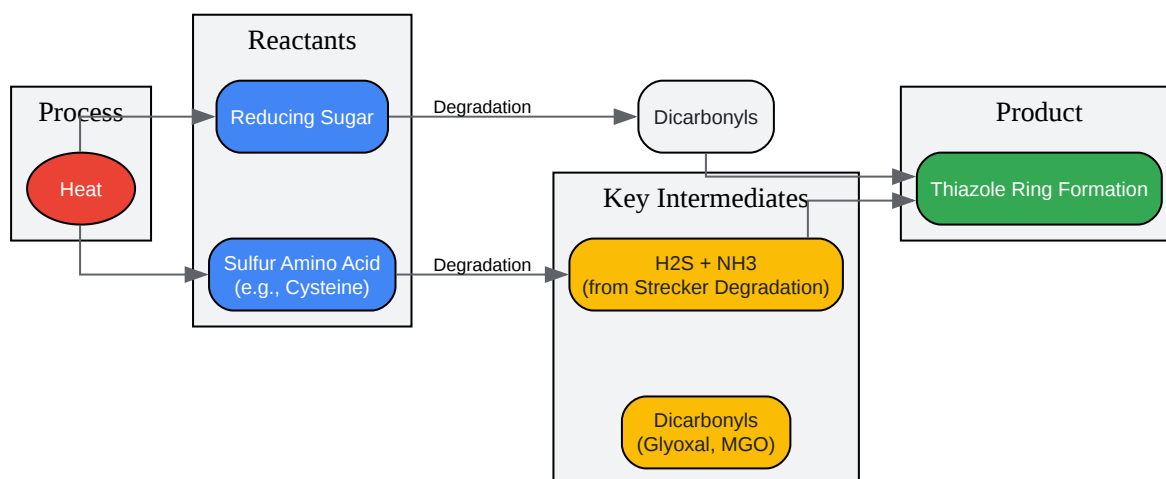 Process
Heat
Reactants
Reducing Sugar
Sulfur Amino Acid
(e.g., Cysteine)
Degradation
Degradation
Dicarbonyls
Key Intermediates
H2S + NH3
(from Strecker Degradation)
Dicarbonyls
(Glyoxal, MGO)
Product
Thiazole Ring Formation